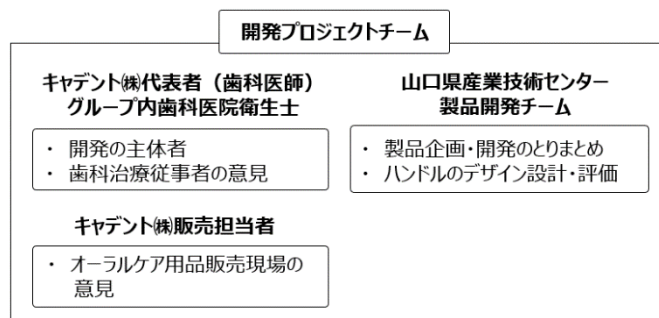 開発プロジェクトチーム
キャデント㈱代表者（歯科医師）
グループ内歯科医院衛生士
・ 開発の主体者
・ 歯科治療従事者の意見
山口県産業技術センター
製品開発チーム
・ 製品企画・開発のとりまとめ
・ ハンドルのデザイン設計・評価
キャデント㈱販売担当者
・ オーラルケア用品販売現場の
意見